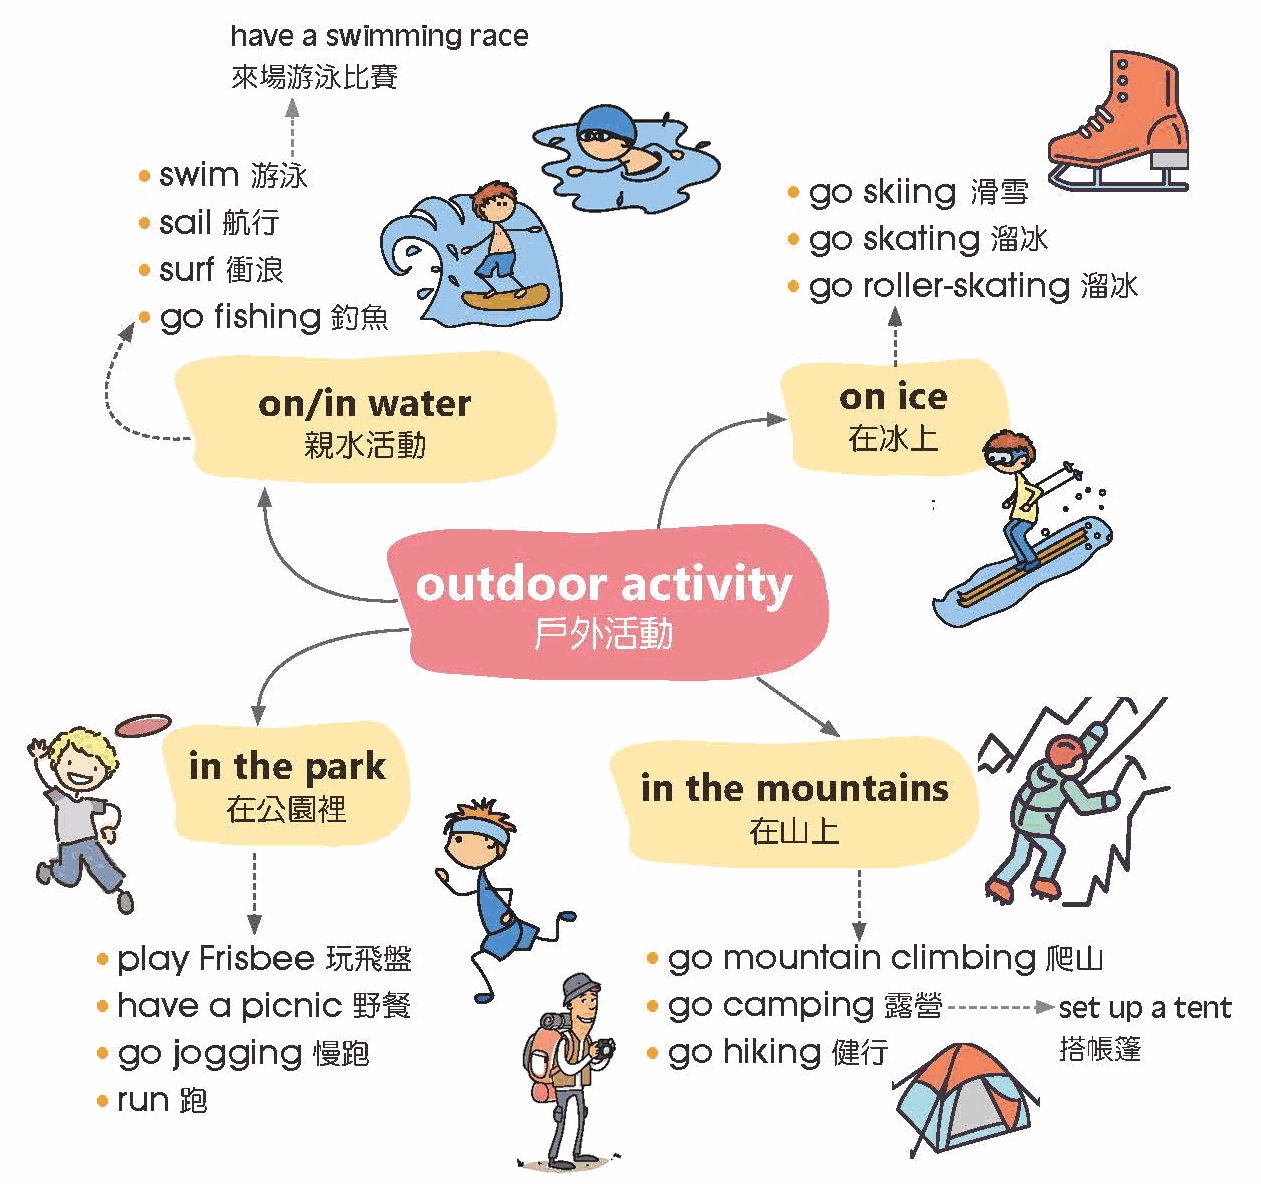 have a swimming race
來場游泳比賽
swim 游泳
sail 航行
surf 衝浪
go fishing 釣魚
on/in water
親水活動
go skiing 滑雪
go skating 溜冰
go roller-skating 溜冰
on ice
在冰上
outdoor activity
戶外活動
in the park
在公園裡
play Frisbee 玩飛盤
have a picnic 野餐
go jogging 慢跑
run 跑
in the mountains
在山上
go mountain climbing 爬山
go camping 露營
set up a tent
搭帳篷
go hiking 健行